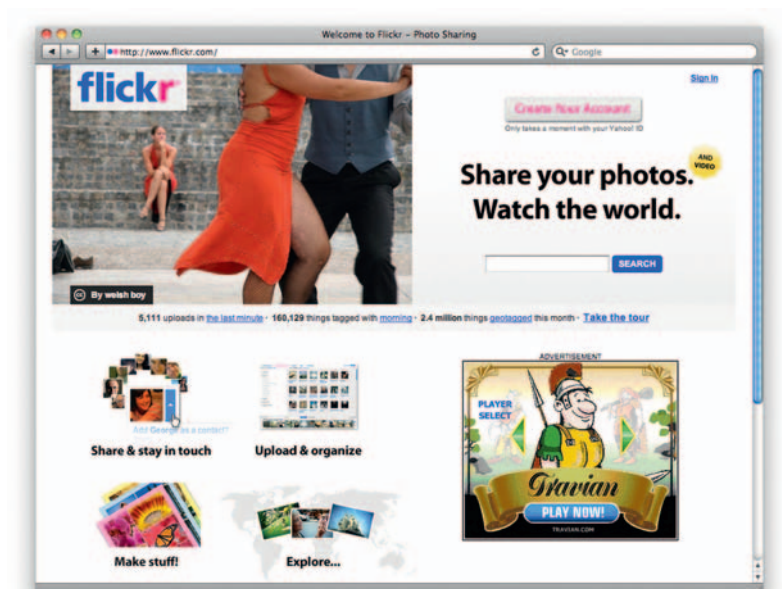 Welcome to Flickr – Photo Sharing
http://www.flickr.com/
Google
flickr
Sign In
Create Your Account
Only takes a moment with your Yahoo! ID
AND
VIDEO
Share your photos.
Watch the world.
SEARCH
By welsh boy
5,111 uploads in the last minute · 160,129 things tagged with morning · 2.4 million things geotagged this month · Take the tour
Add George as a contact?
Share & stay in touch
Upload & organize
Make stuff!
Explore...
ADVERTISEMENT
PLAYER
SELECT
Travian
PLAY NOW!
TRAVIAN.COM